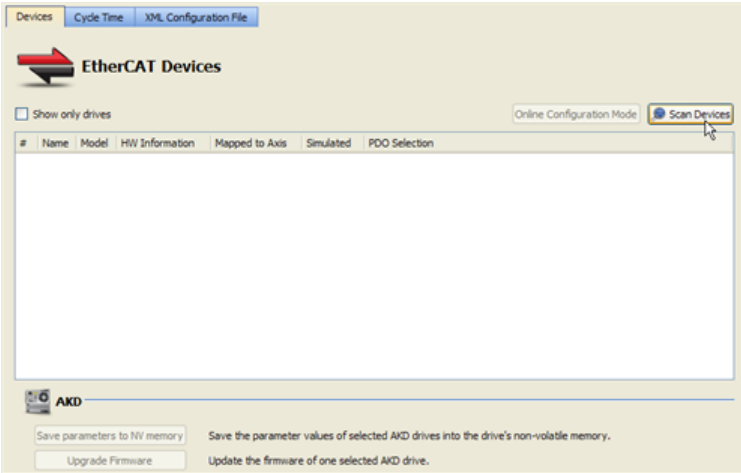 Devices Cycle Time XML Configuration File
EtherCAT Devices
Show only drives Online Configuration Mode Scan Devices
# Name Model HW Information Mapped to Axis Simulated PDO Selection
AKD
Save parameters to NV memory Save the parameter values of selected AKD drives into the drive's non-volatile memory.
Upgrade Firmware Update the firmware of one selected AKD drive.